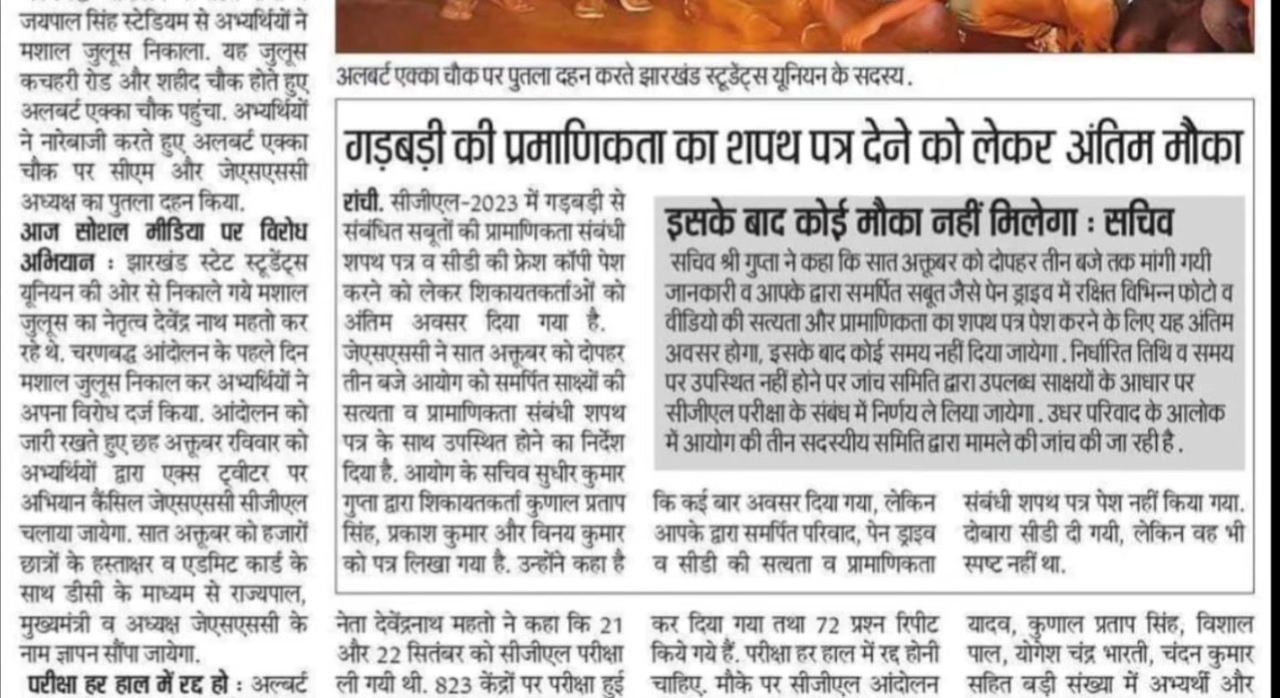 जयपाल सिंह स्टेडियम से अभ्यर्थियों ने
मशाल जुलूस निकाला. यह जुलूस
कचहरी रोड और शहीद चौक होते हुए
अलबर्ट एक्का चौक पहुंचा. अभ्यर्थियों
ने नारेबाजी करते हुए अलबर्ट एक्का
चौक पर सीएम और जेएसएससी
अध्यक्ष का पुतला दहन किया.
आज सोशल मीडिया पर विरोध
अभियान : झारखंड स्टेट स्टूडेंट्स
यूनियन की ओर से निकाले गये मशाल
जुलूस का नेतृत्व देवेंद्र नाथ महतो कर
रहे थे. चरणबद्ध आंदोलन के पहले दिन
मशाल जुलूस निकाल कर अभ्यर्थियों ने
अपना विरोध दर्ज किया. आंदोलन को
जारी रखते हुए छह अक्तूबर रविवार को
अभ्यर्थियों द्वारा एक्स ट्वीटर पर
अभियान कैंसिल जेएसएससी सीजीएल
चलाया जायेगा. सात अक्तूबर को हजारों
छात्रों के हस्ताक्षर व एडमिट कार्ड के
साथ डीसी के माध्यम से राज्यपाल,
मुख्यमंत्री व अध्यक्ष जेएसएससी के
नाम ज्ञापन सौंपा जायेगा.
परीक्षा हर हाल में रद्द हो : अल्बर्ट
अलबर्ट एक्का चौक पर पुतला दहन करते झारखंड स्टूडेंट्स यूनियन के सदस्य.
गड़बड़ी की प्रमाणिकता का शपथ पत्र देने को लेकर अंतिम मौका
रांची. सीजीएल-2023 में गड़बड़ी से
संबंधित सबूतों की प्रामाणिकता संबंधी
शपथ पत्र व सीडी की फ्रेश कॉपी पेश
करने को लेकर शिकायतकर्ताओं को
अंतिम अवसर दिया गया है.
जेएसएससी ने सात अक्तूबर को दोपहर
तीन बजे आयोग को समर्पित साक्ष्यों की
सत्यता व प्रामाणिकता संबंधी शपथ
पत्र के साथ उपस्थित होने का निर्देश
दिया है. आयोग के सचिव सुधीर कुमार
गुप्ता द्वारा शिकायतकर्ता कुणाल प्रताप
सिंह, प्रकाश कुमार और विनय कुमार
को पत्र लिखा गया है. उन्होंने कहा है
इसके बाद कोई मौका नहीं मिलेगा : सचिव
सचिव श्री गुप्ता ने कहा कि सात अक्तूबर को दोपहर तीन बजे तक मांगी गयी
जानकारी व आपके द्वारा समर्पित सबूत जैसे पेन ड्राइव में रक्षित विभिन्न फोटो व
वीडियो की सत्यता और प्रामाणिकता का शपथ पत्र पेश करने के लिए यह अंतिम
अवसर होगा, इसके बाद कोई समय नहीं दिया जायेगा. निर्धारित तिथि व समय
पर उपस्थित नहीं होने पर जांच समिति द्वारा उपलब्ध साक्षयों के आधार पर
सीजीएल परीक्षा के संबंध में निर्णय ले लिया जायेगा. उधर परिवाद के आलोक
में आयोग की तीन सदस्यीय समिति द्वारा मामले की जांच की जा रही है.
कि कई बार अवसर दिया गया, लेकिन
आपके द्वारा समर्पित परिवाद, पेन ड्राइव
व सीडी की सत्यता व प्रामाणिकता
संबंधी शपथ पत्र पेश नहीं किया गया.
दोबारा सीडी दी गयी, लेकिन वह भी
स्पष्ट नहीं था.
नेता देवेंद्रनाथ महतो ने कहा कि 21
और 22 सितंबर को सीजीएल परीक्षा
ली गयी थी. 823 केंद्रों पर परीक्षा हुई
कर दिया गया तथा 72 प्रश्न रिपीट
किये गये हैं. परीक्षा हर हाल में रद्द होनी
चाहिए. मौके पर सीजीएल आंदोलन
यादव, कुणाल प्रताप सिंह, विशाल
पाल, योगेश चंद्र भारती, चंदन कुमार
सहित बड़ी संख्या में अभ्यर्थी और